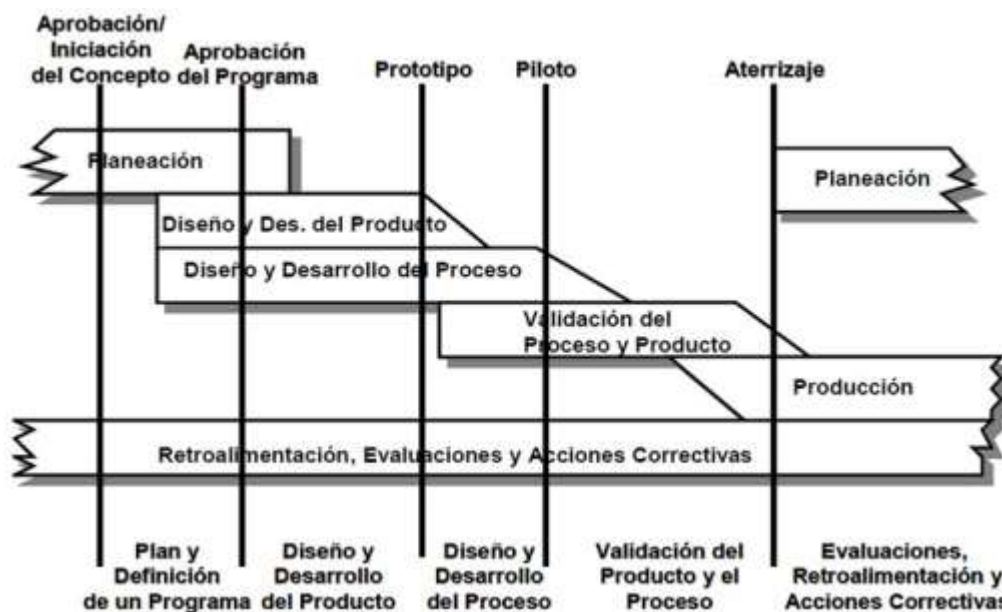 Aprobación/
Iniciación
del Concepto
Aprobación
del Programa
Prototipo
Piloto
Aterrizaje
Planeación
Planeación
Diseño y Des. del Producto
Diseño y Desarrollo del Proceso
Validación del
Proceso y Producto
Producción
Retroalimentación, Evaluaciones y Acciones Correctivas
Plan y
Definición
de un Programa
Diseño y
Desarrollo
del Producto
Diseño y
Desarrollo
del Proceso
Validación del
Producto y el
Proceso
Evaluaciones,
Retroalimentación y
Acciones Correctivas